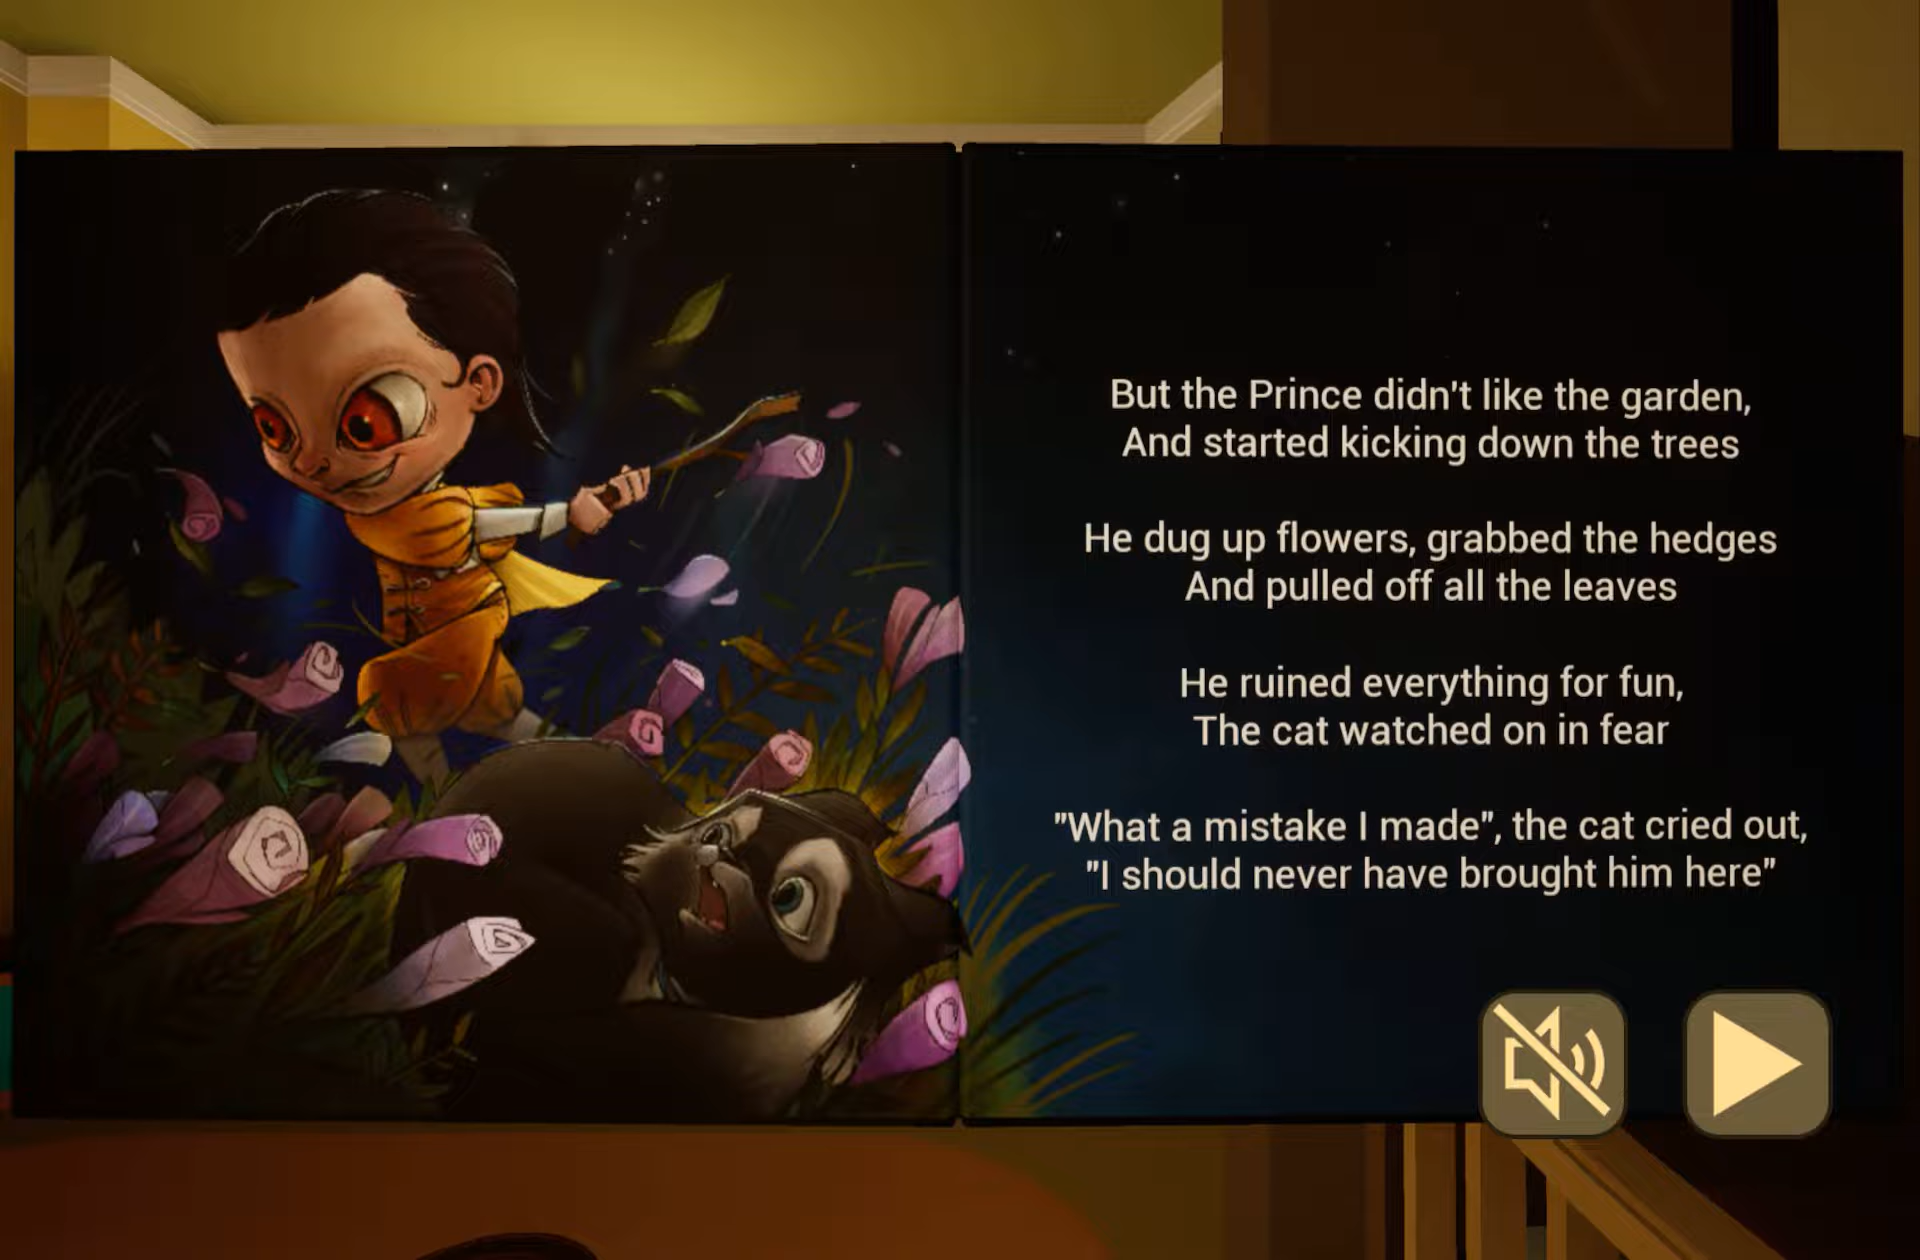 But the Prince didn't like the garden,
And started kicking down the trees
He dug up flowers, grabbed the hedges
And pulled off all the leaves
He ruined everything for fun,
The cat watched on in fear
"What a mistake I made", the cat cried out,
"I should never have brought him here"